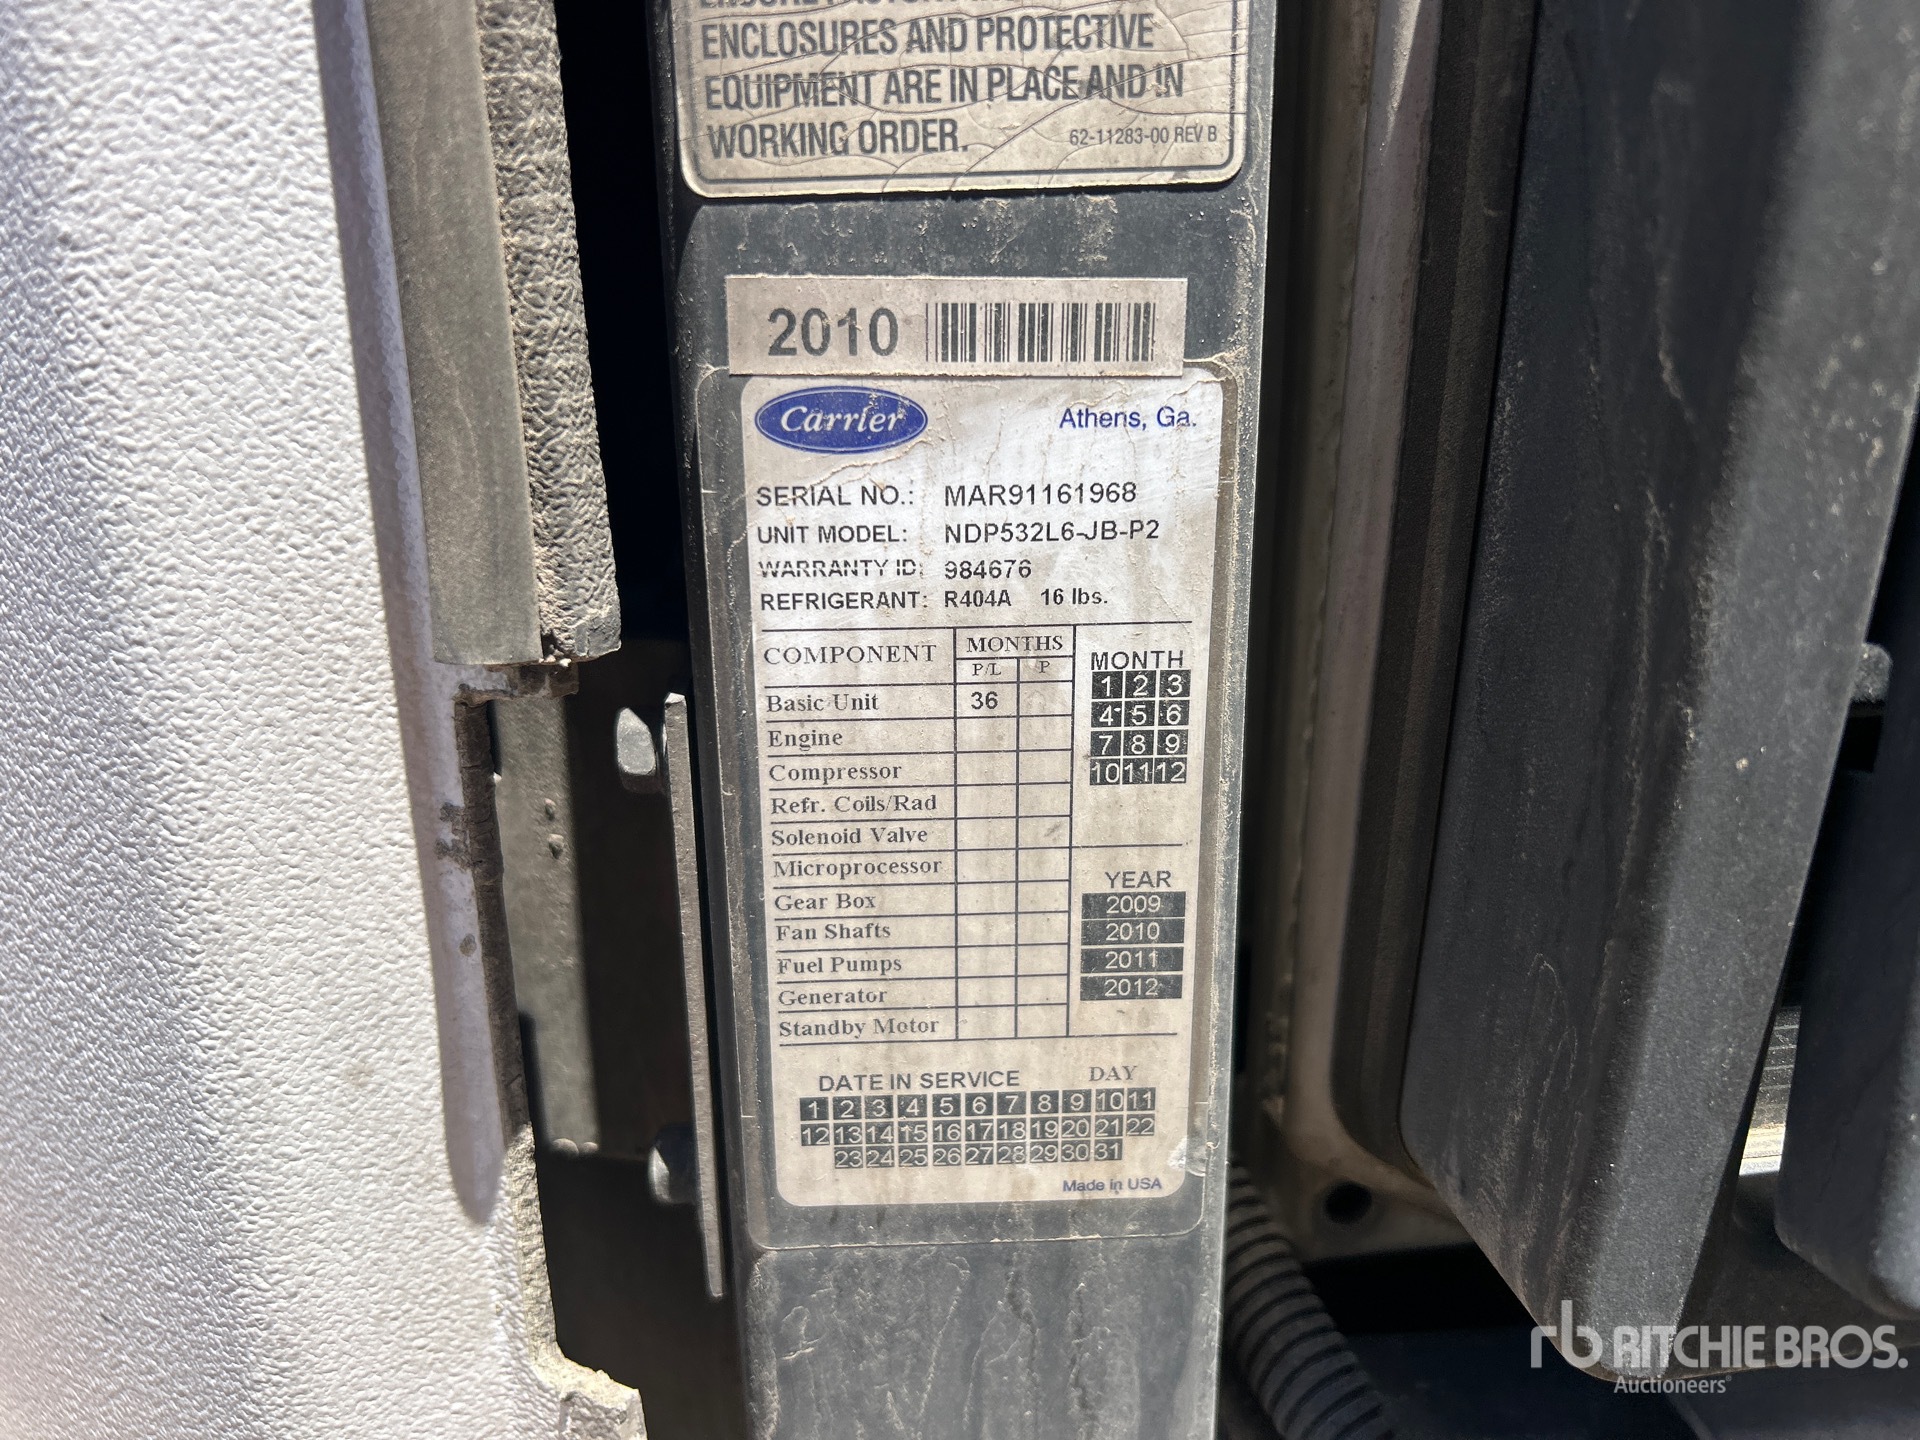 ENCLOSURES AND PROTECTIVE
EQUIPMENT ARE IN PLACE AND IN
WORKING ORDER.
62-11283-00 REV B
2010
Carrier
Athens, Ga.
SERIAL NO.: MAR91161968
UNIT MODEL: NDP532L6-JB-P2
WARRANTY ID: 984676
REFRIGERANT: R404A 16 lbs.
COMPONENT MONTHS
P/L P
Basic Unit 36
Engine
Compressor
Refr. Coils/Rad
Solenoid Valve
Microprocessor
Gear Box
Fan Shafts
Fuel Pumps
Generator
Standby Motor
MONTH
1 2 3
4 5 6
7 8 9
10 11 12
YEAR
2009
2010
2011
2012
DATE IN SERVICE DAY
1 2 3 4 5 6 7 8 9 10 11
12 13 14 15 16 17 18 19 20 21 22
23 24 25 26 27 28 29 30 31
Made in USA
rb RITCHIE BROS.
Auctioneers